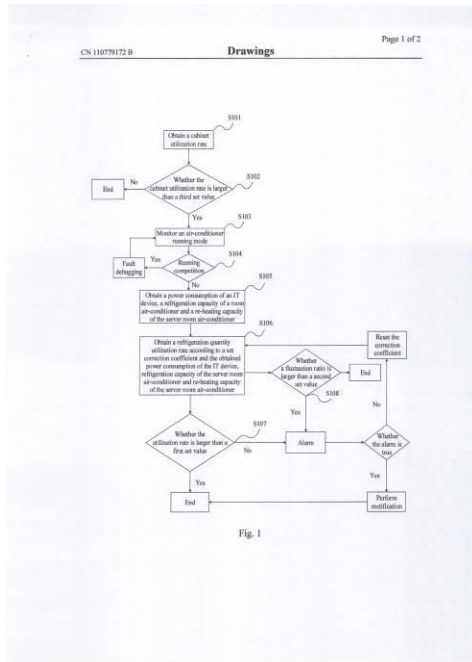 Page 1 of 2
CN 110779172 B
Drawings
S101
Obtain a cabinet
utilization rate
S102
Whether the
cabinet utilization rate is larger
than a third set value
No
End
Yes
S103
Monitor an air-conditioner
running mode
S104
Running
competition
Yes
Fault
debugging
No
S105
Obtain a power consumption of an IT
device, a refrigeration capacity of a room
air-conditioner and a re-heating capacity
of the server room air-conditioner
S106
Obtain a refrigeration quantity
utilization rate according to a set
correction coefficient and the obtained
power consumption of the IT device,
refrigeration capacity of the server room
air-conditioner and re-heating capacity
of the server room air-conditioner
Whether
a fluctuation ratio is
larger than a second
set value
End
Reset the
correction
coefficient
S108
Yes
No
S107
Whether the
utilization rate is larger than a
first set value
No
Alarm
Whether
the alarm is
true
Yes
Yes
End
Perform
rectification
Fig. 1